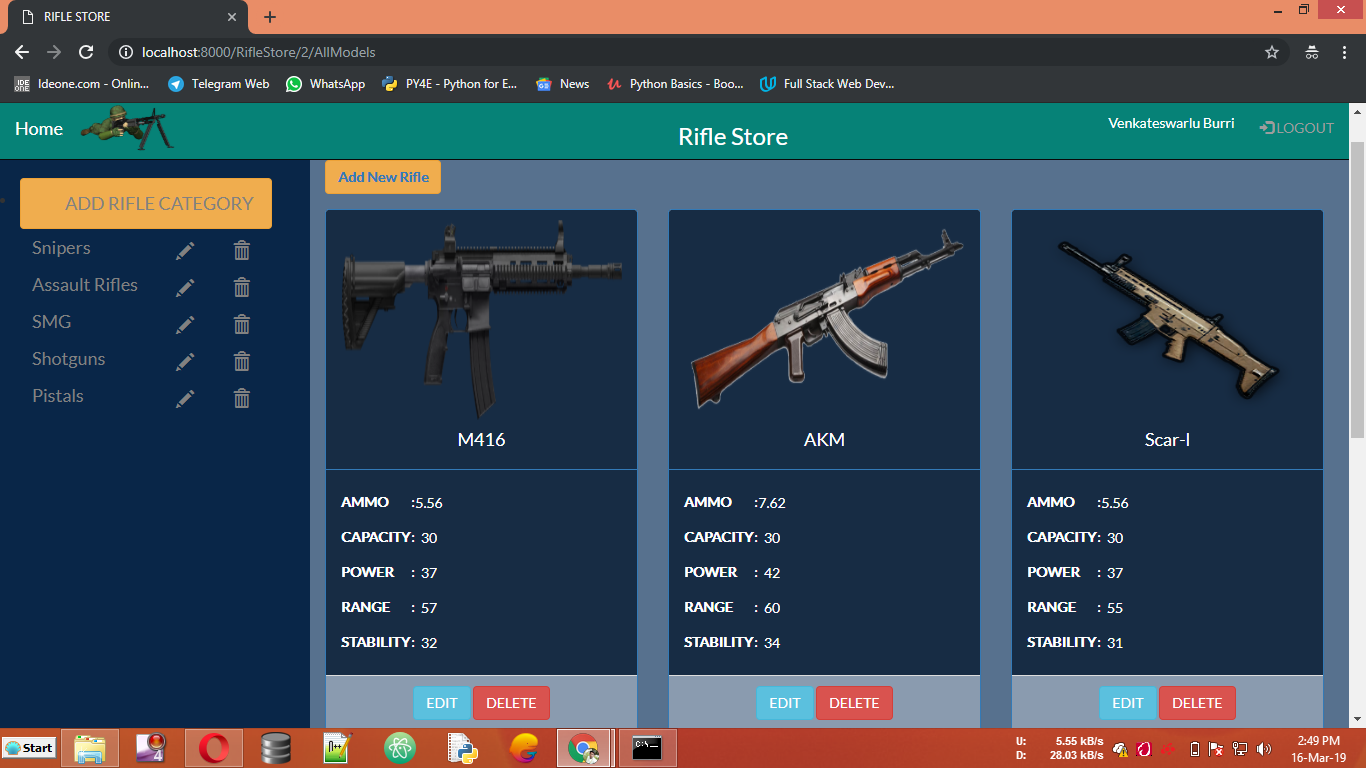 RIFLE STORE
localhost:8000/RifleStore/2/AllModels
IDE ONE Ideone.com - Onlin... Telegram Web WhatsApp PY4E - Python for E... News Python Basics - Boo... Full Stack Web Dev...
Home
Rifle Store
Venkateswarlu Burri LOGOUT
ADD RIFLE CATEGORY
Snipers
Assault Rifles
SMG
Shotguns
Pistals
Add New Rifle
M416
AMMO :5.56
CAPACITY: 30
POWER : 37
RANGE : 57
STABILITY: 32
EDIT DELETE
AKM
AMMO :7.62
CAPACITY: 30
POWER : 42
RANGE : 60
STABILITY: 34
EDIT DELETE
Scar-l
AMMO :5.56
CAPACITY: 30
POWER : 37
RANGE : 55
STABILITY: 31
EDIT DELETE
Start
U: 5.55 kB/s
D: 28.03 kB/s
2:49 PM
16-Mar-19